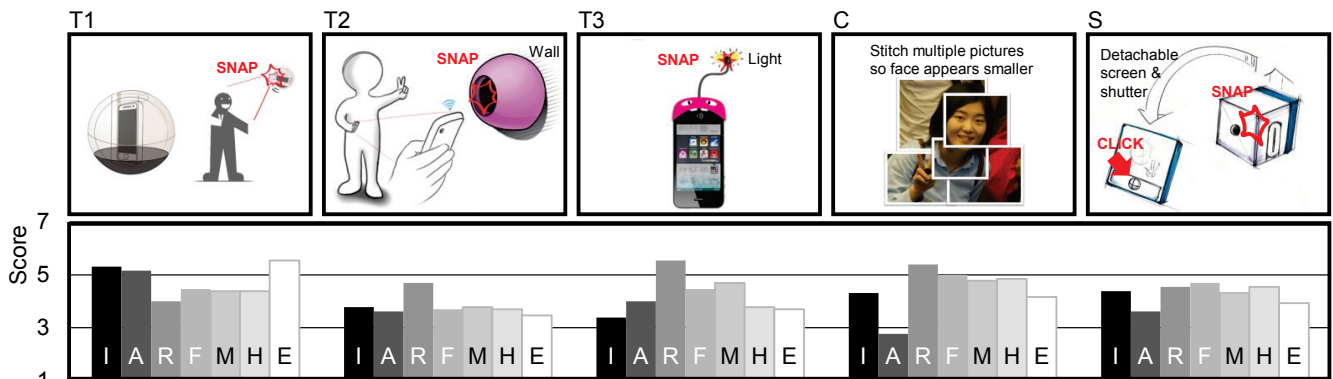 T1
T2
T3
C
S
SNAP
SNAP
Wall
SNAP
Light
Stitch multiple pictures
so face appears smaller
Detachable
screen &
shutter
SNAP
CLICK
7
Score
5
3
1
I A R F M H E
I A R F M H E
I A R F M H E
I A R F M H E
I A R F M H E